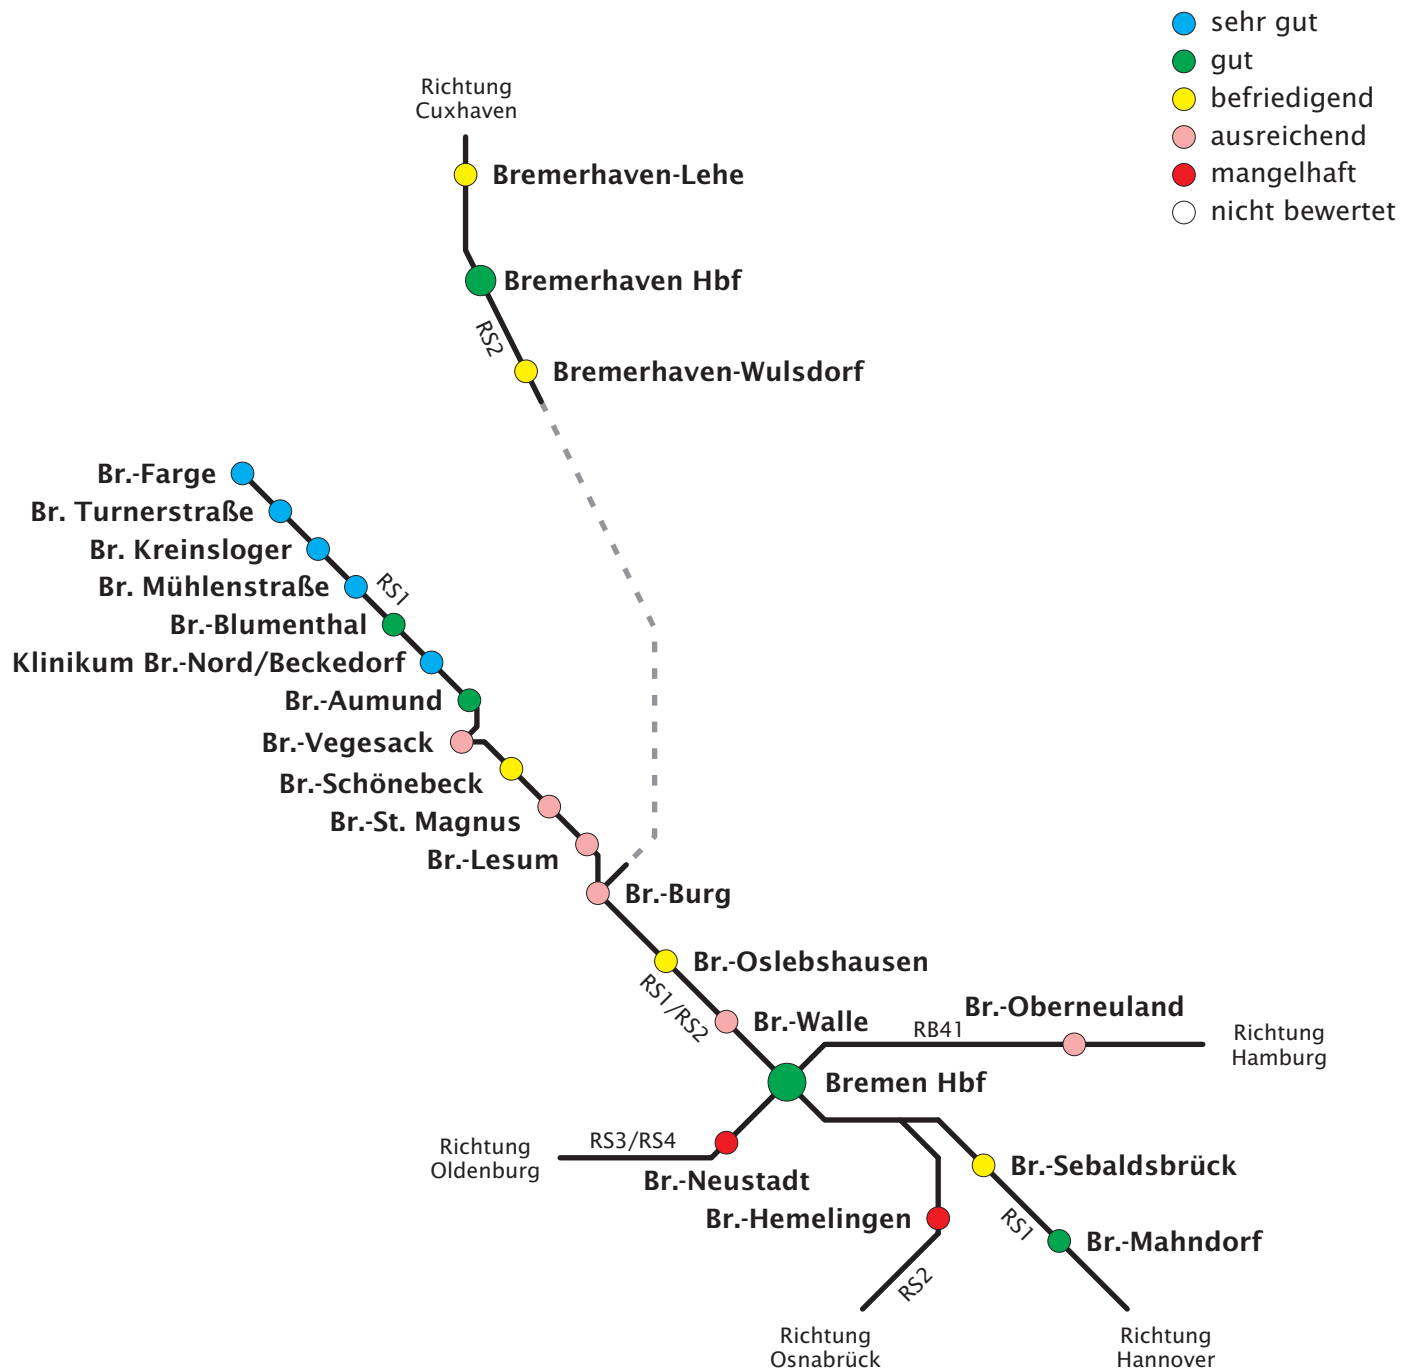 sehr gut
gut
befriedigend
ausreichend
mangelhaft
nicht bewertet
Richtung
Cuxhaven
Bremerhaven-Lehe
Bremerhaven Hbf
RS2
Bremerhaven-Wulsdorf
Br.-Farge
Br. Turnerstraße
Br. Kreinsloger
Br. Mühlenstraße
RS1
Br.-Blumenthal
Klinikum Br.-Nord/Beckedorf
Br.-Aumund
Br.-Vegesack
Br.-Schönebeck
Br.-St. Magnus
Br.-Lesum
Br.-Burg
Br.-Oslebshausen
RS1/RS2
Br.-Walle
Br.-Oberneuland
RB41
Richtung
Hamburg
Bremen Hbf
RS3/RS4
Richtung
Oldenburg
Br.-Neustadt
Br.-Sebaldsbrück
Br.-Hemelingen
RS1
Br.-Mahndorf
RS2
Richtung
Osnabrück
Richtung
Hannover